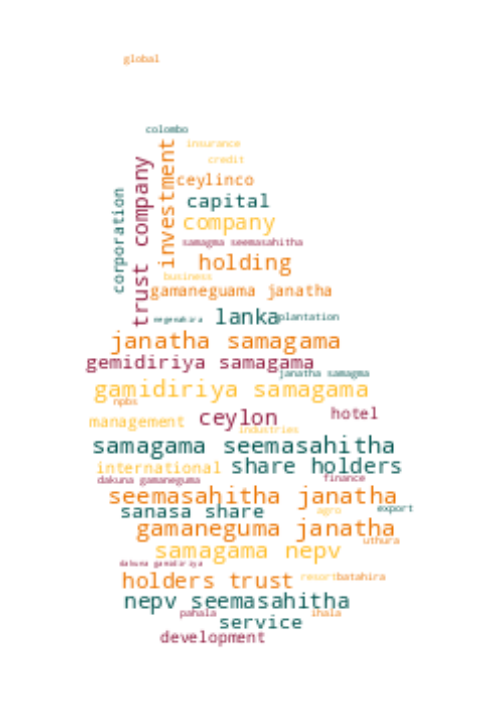 global
colombo
insurance
credit
investment
trust company
corporation
ceylinco
capital
company
samagma seemasahitha
holding
business
gamaneguama janatha
lanka
plantation
janatha samagama
gemidiriya samagama
janatha samagma
gamidiriya samagama
npbs
management
ceylon
hotel
industries
samagama seemasahitha
international
share holders
dakuna gamaneguma
finance
seemasahitha janatha
sanasa share
agro
export
gamaneguma janatha
uthura
samagama nepv
dakuna gamidiriya
holders trust
resort
batahira
nepv seemasahitha
pahala
ihala
service
development